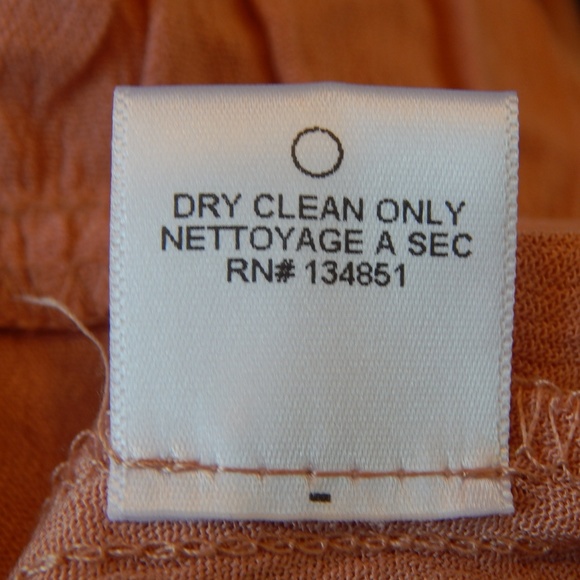 DRY CLEAN ONLY
NETTOYAGE A SEC
RN# 134851